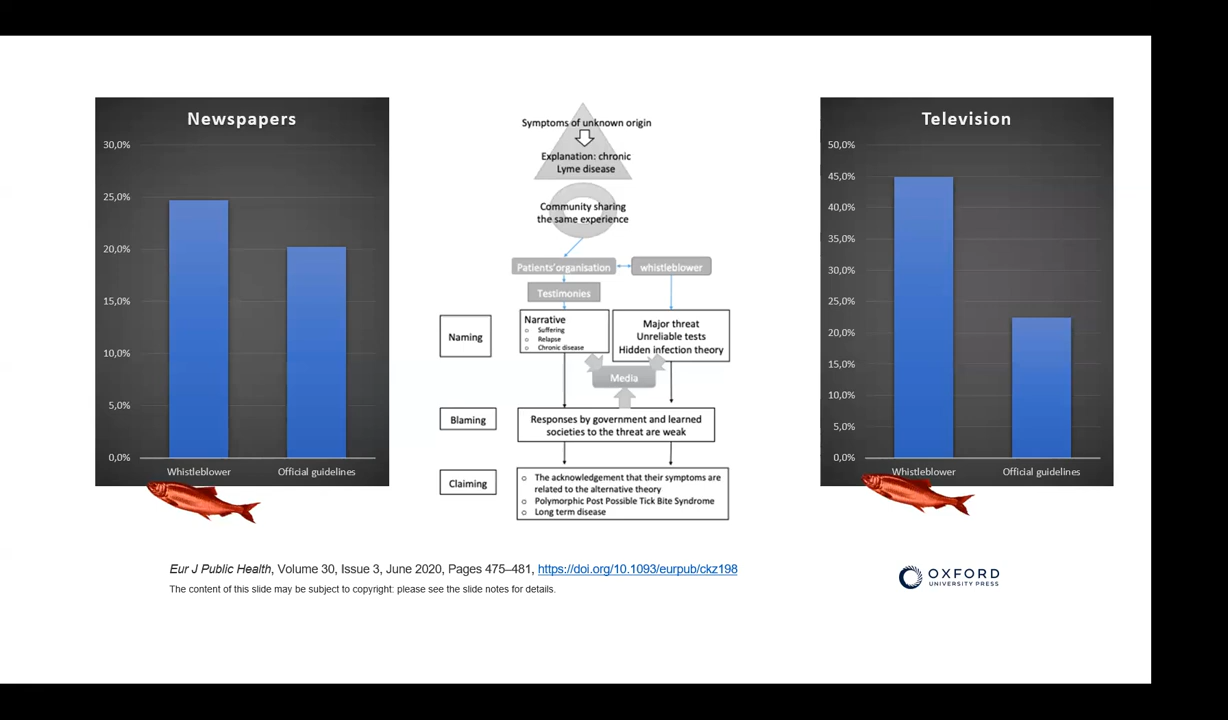 Newspapers
30,0%
25,0%
20,0%
15,0%
10,0%
5,0%
0,0%
Whistleblower
Official guidelines
Symptoms of unknown origin
Explanation: chronic
Lyme disease
Community sharing
the same experience
Patients'organisation
whistleblower
Testimonies
Naming
Narrative
o Suffering
o Relapse
o Chronic disease
Major threat
Unreliable tests
Hidden infection theory
Media
Blaming
Responses by government and learned
societies to the threat are weak
Claiming
o The acknowledgement that their symptoms are
related to the alternative theory
o Polymorphic Post Possible Tick Bite Syndrome
o Long term disease
Television
50,0%
45,0%
40,0%
35,0%
30,0%
25,0%
20,0%
15,0%
10,0%
5,0%
0,0%
Whistleblower
Official guidelines
Eur J Public Health, Volume 30, Issue 3, June 2020, Pages 475–481, https://doi.org/10.1093/eurpub/ckz198
The content of this slide may be subject to copyright: please see the slide notes for details.
OXFORD
UNIVERSITY PRESS